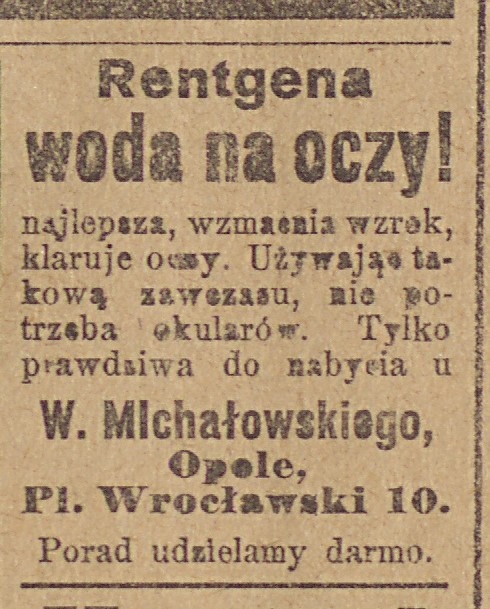 Rentgena
woda na oczy!
najlepsza, wzmacnia wzrok,
klaruje oczy. Używając ta-
kową zawczasu, nie po-
trzeba okularów. Tylko
prawdziwa do nabycia u
W. Michałowskiego,
Opole,
Pl. Wrocławski 10.
Porad udzielamy darmo.